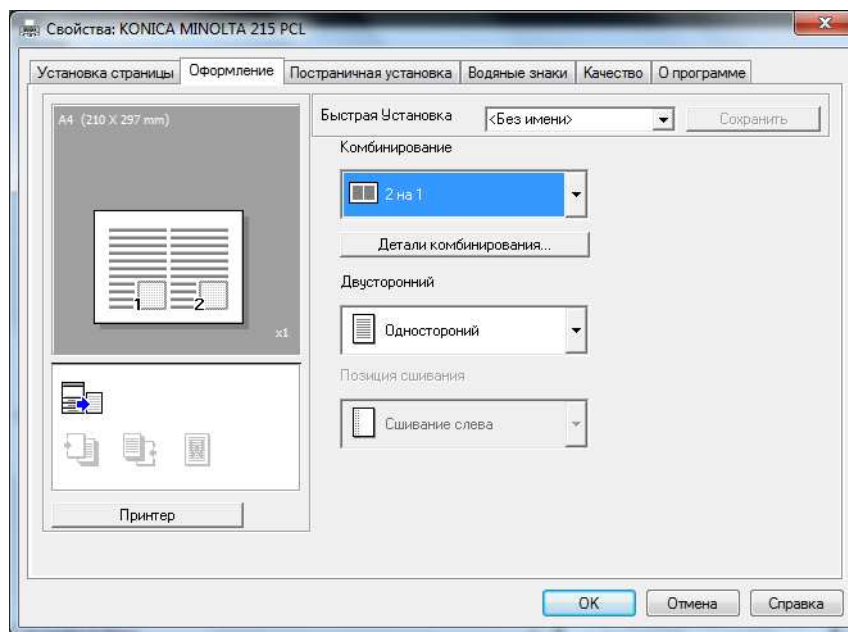 Свойства: KONICA MINOLTA 215 PCL
Установка страницы Оформление Постраничная установка Водяные знаки Качество О программе
A4 (210 X 297 mm)
1 2
x1
Принтер
Быстрая Установка <Без имени> Сохранить
Комбинирование
2 на 1
Детали комбинирования...
Двусторонний
Одностороний
Позиция сшивания
Сшивание слева
OK Отмена Справка